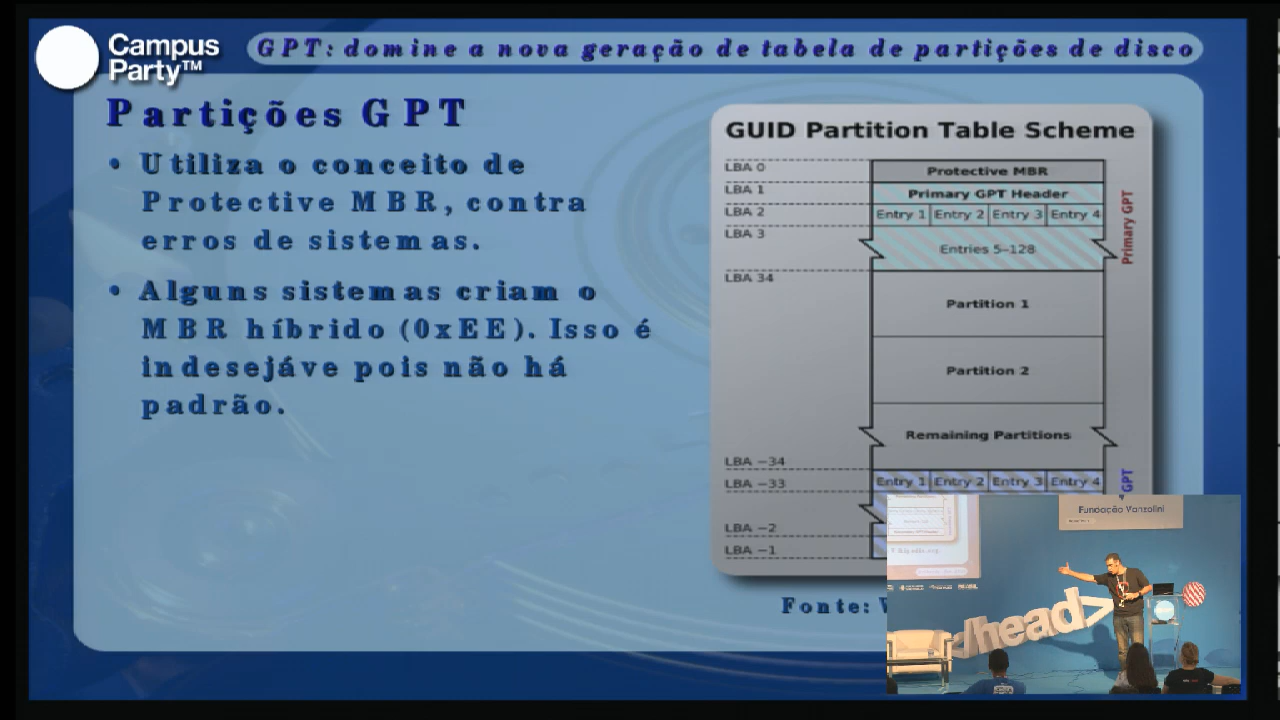 Campus
Party™
GPT: domine a nova geração de tabela de partições de disco
Partições GPT
• Utiliza o conceito de
Protective MBR, contra
erros de sistemas.
• Alguns sistemas criam o
MBR híbrido (0xEE). Isso é
indesejáve pois não há
padrão.
GUID Partition Table Scheme
LBA 0
Protective MBR
LBA 1
Primary GPT Header
LBA 2
Entry 1 Entry 2 Entry 3 Entry 4
LBA 3
Entries 5–128
Primary GPT
LBA 34
Partition 1
Partition 2
Remaining Partitions
LBA −34
LBA −33
Entry 1 Entry 2 Entry 3 Entry 4
GPT
LBA −2
LBA −1
Fonte:
Fundação Vanzolini
/head>